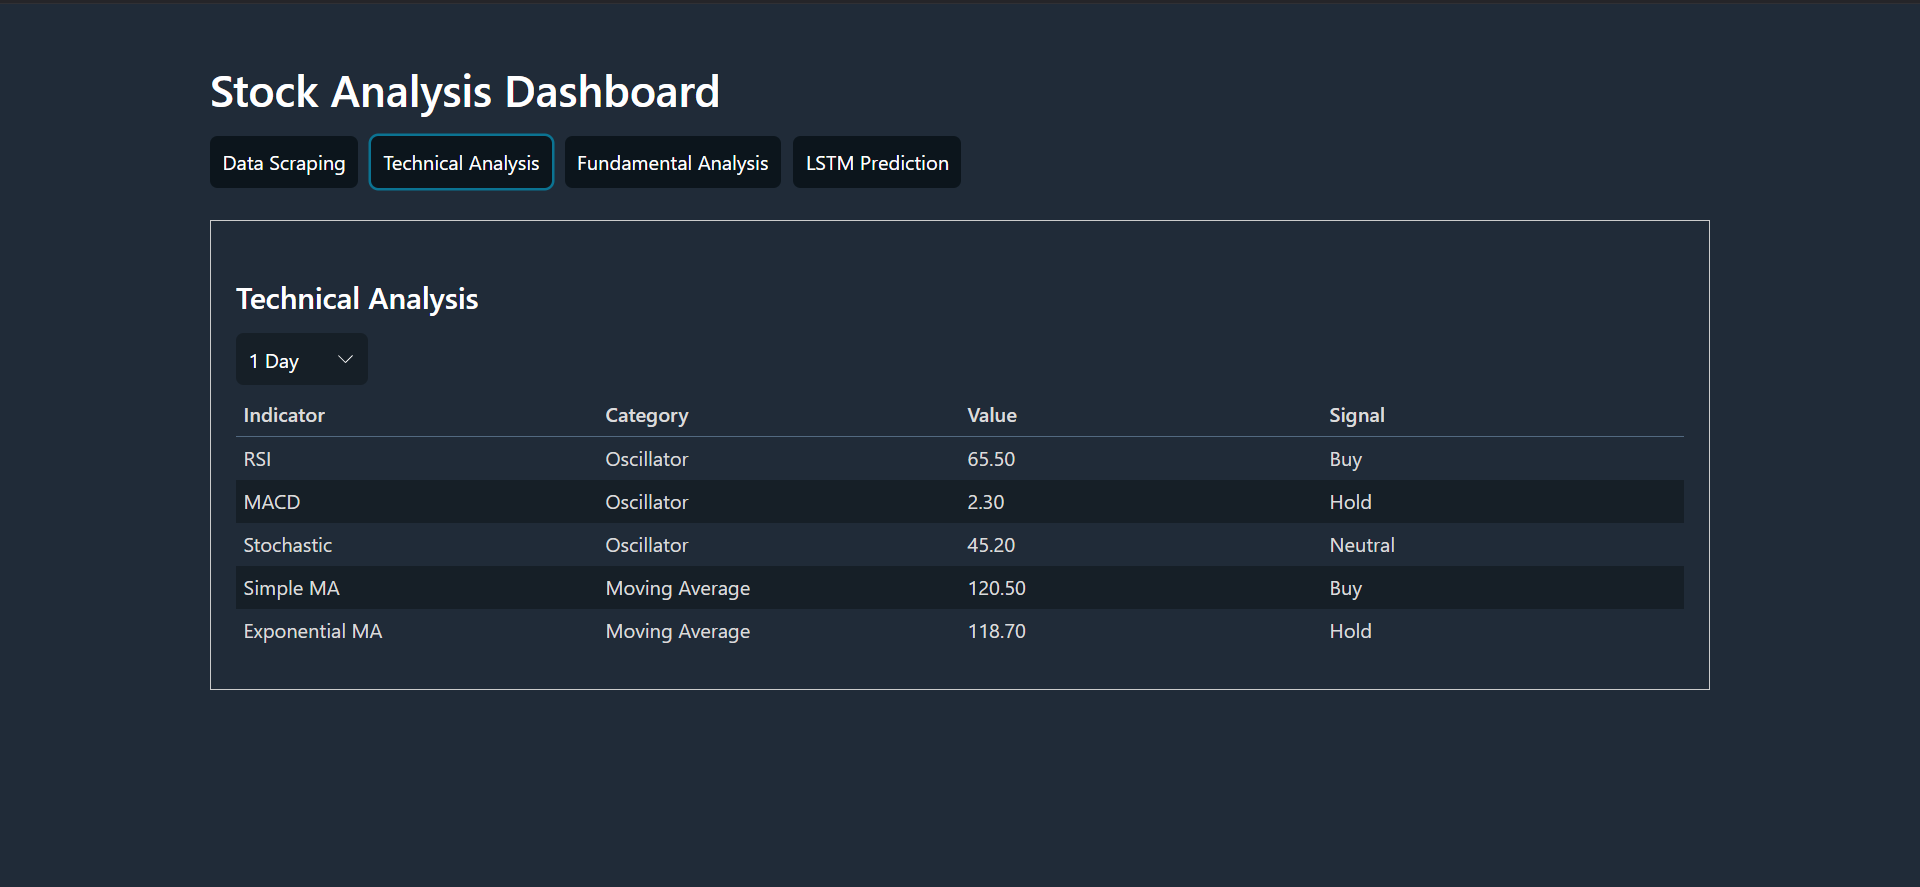 Stock Analysis Dashboard
Data Scraping Technical Analysis Fundamental Analysis LSTM Prediction
Technical Analysis
1 Day
Indicator Category Value Signal
RSI Oscillator 65.50 Buy
MACD Oscillator 2.30 Hold
Stochastic Oscillator 45.20 Neutral
Simple MA Moving Average 120.50 Buy
Exponential MA Moving Average 118.70 Hold